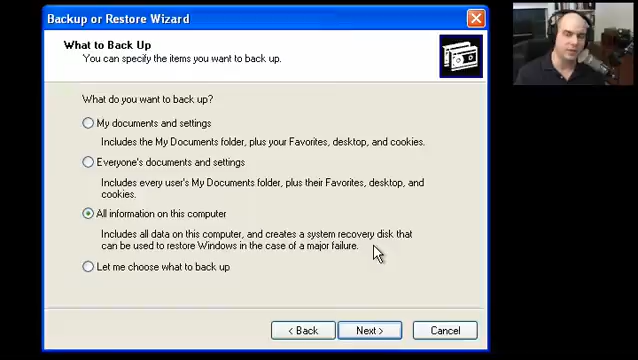 Backup or Restore Wizard
What to Back Up
You can specify the items you want to back up.
What do you want to back up?
My documents and settings
Includes the My Documents folder, plus your Favorites, desktop, and cookies.
Everyone's documents and settings
Includes every user's My Documents folder, plus their Favorites, desktop, and
cookies.
All information on this computer
Includes all data on this computer, and creates a system recovery disk that
can be used to restore Windows in the case of a major failure.
Let me choose what to back up
< Back
Next >
Cancel